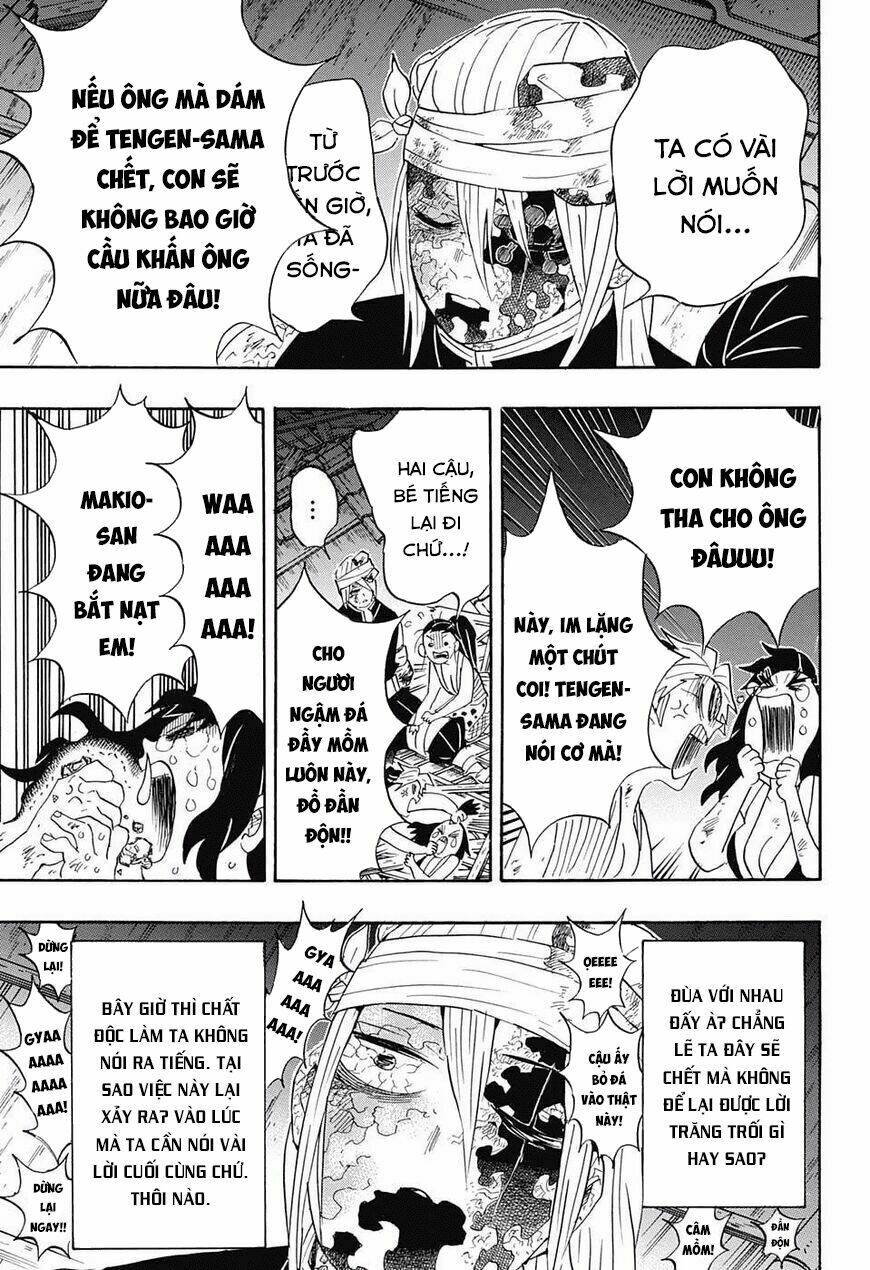 TA CÓ VÀI
LỜI MUỐN
NÓI...
TỪ
TRƯỚC
GIỜ,
ĐÃ
SỐNG-
NẾU ÔNG MÀ DÁM
ĐỂ TENGEN-SAMA
CHẾT, CON SẼ
KHÔNG BAO GIỜ
CẦU KHẤN ÔNG
NỮA ĐÂU!
CON KHÔNG
THA CHO ÔNG
ĐÂUUU!
NÀY, IM LẶNG
MỘT CHÚT
COI! TENGEN-
SAMA ĐANG
NÓI CƠ MÀ!
HAI CẬU,
BÉ TIẾNG
LẠI ĐI
CHỨ...!
...
CHO
NGƯƠI
NGẬM ĐÁ
ĐẦY MỒM
LUÔN NÀY,
ĐỒ ĐẦN
ĐỘN!!
WAA
AAA
AAA
AAA!
MAKIO-
SAN
ĐANG
BẮT NẠT
EM!
ĐÙA VỚI NHAU
ĐẤY À? CHẲNG
LẼ TA ĐÂY SẼ
CHẾT MÀ KHÔNG
ĐỂ LẠI ĐƯỢC LỜI
TRĂNG TRỐI GÌ
HAY SAO?
ỌEEEE
EEE!
CẬU ẤY
BỎ ĐÁ
VÀO THẬT
NÀY!
ĐẦN
ĐỘN
CÂM
MỒM!
GYA
AAA
AAA
AAA!
BÂY GIỜ THÌ CHẤT
ĐỘC LÀM TA KHÔNG
NÓI RA TIẾNG. TẠI
SAO VIỆC NÀY LẠI
XẢY RA? VÀO LÚC
MÀ TA CẦN NÓI VÀI
LỜI CUỐI CÙNG CHỨ.
THÔI NÀO.
DỪNG
LẠI!
GYAA
AAAA
AAAA
AAA!
DỪNG
LẠI
NGAY!!